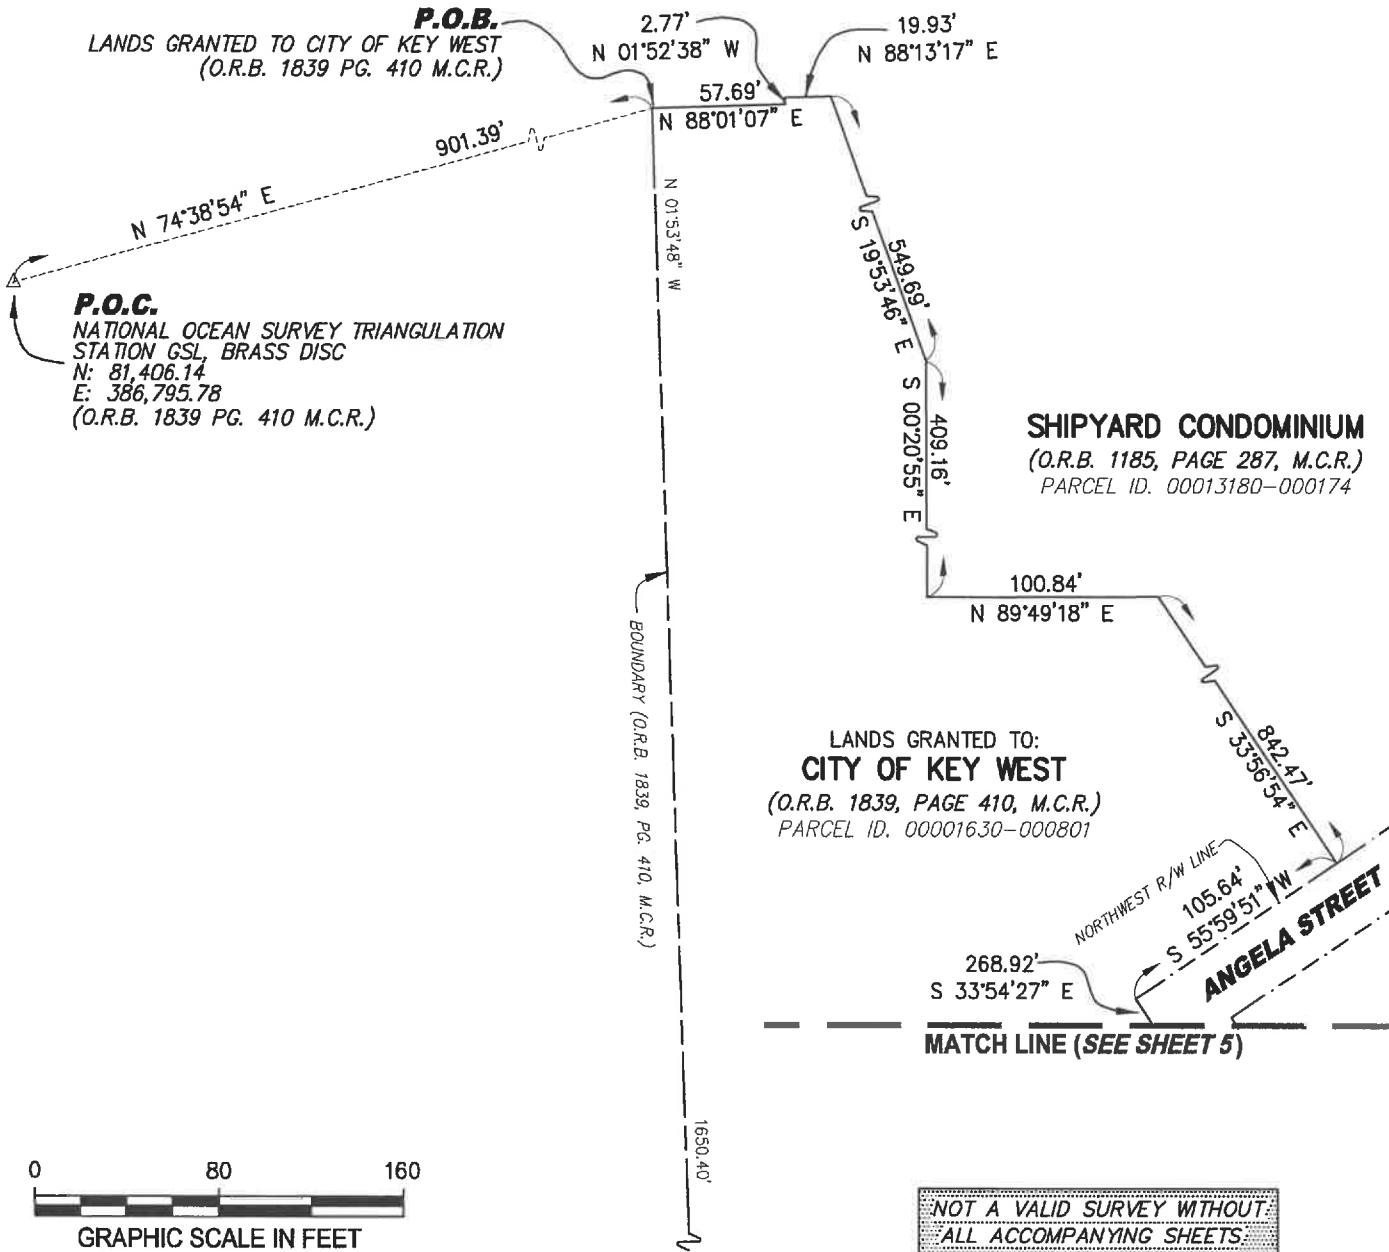 P.O.B.
LANDS GRANTED TO CITY OF KEY WEST
(O.R.B. 1839 PG. 410 M.C.R.)
2.77'
N 01°52'38" W
19.93'
N 88°13'17" E
57.69'
N 88°01'07" E
901.39'
N 74°38'54" E
P.O.C.
NATIONAL OCEAN SURVEY TRIANGULATION
STATION GSL, BRASS DISC
N: 81,406.14
E: 386,795.78
(O.R.B. 1839 PG. 410 M.C.R.)
N 01°53'48" W
549.69'
S 19°53'46" E
409.16'
S 00°20'55" E
SHIPYARD CONDOMINIUM
(O.R.B. 1185, PAGE 287, M.C.R.)
PARCEL ID. 00013180-000174
100.84'
N 89°49'18" E
BOUNDARY (O.R.B. 1839, PG. 410, M.C.R.)
842.47'
S 33°56'54" E
LANDS GRANTED TO:
CITY OF KEY WEST
(O.R.B. 1839, PAGE 410, M.C.R.)
PARCEL ID. 00001630-000801
NORTHWEST R/W LINE
105.64'
S 55°59'51" W
ANGELA STREET
268.92'
S 33°54'27" E
MATCH LINE (SEE SHEET 5)
1650.40'
0 80 160
GRAPHIC SCALE IN FEET
NOT A VALID SURVEY WITHOUT
ALL ACCOMPANYING SHEETS